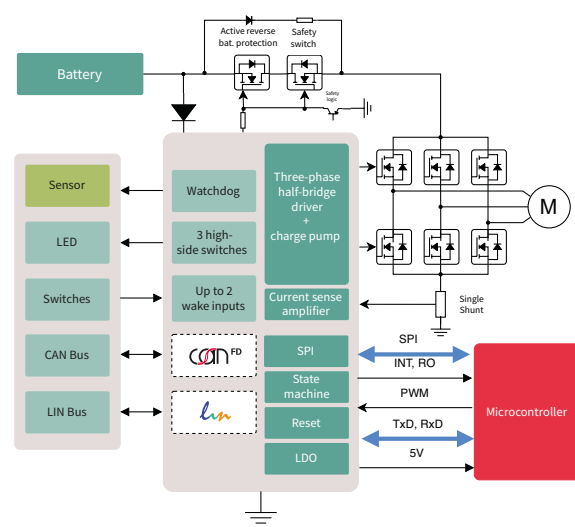 Active reverse
bat. protection
Safety
switch
Battery
Safety
logic
Sensor
LED
Switches
CAN Bus
LIN Bus
Watchdog
3 high-
side switches
Up to 2
wake inputs
CAN FD
lin
Three-phase
half-bridge
driver
+
charge pump
Current sense
amplifier
SPI
State
machine
Reset
LDO
M
Single
Shunt
SPI
INT, RO
PWM
TxD, RxD
5V
Microcontroller